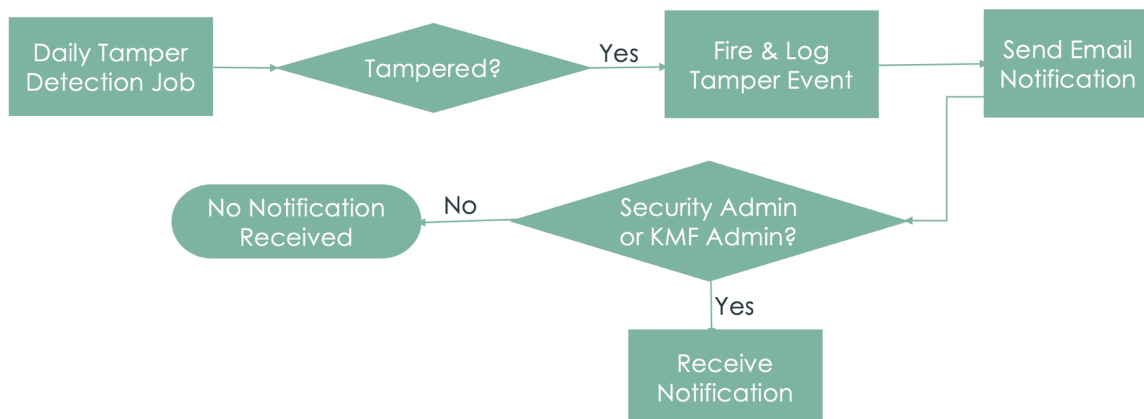 Daily Tamper
Detection Job
Tampered?
Yes
Fire & Log
Tamper Event
Send Email
Notification
Security Admin
or KMF Admin?
No
No Notification
Received
Yes
Receive
Notification